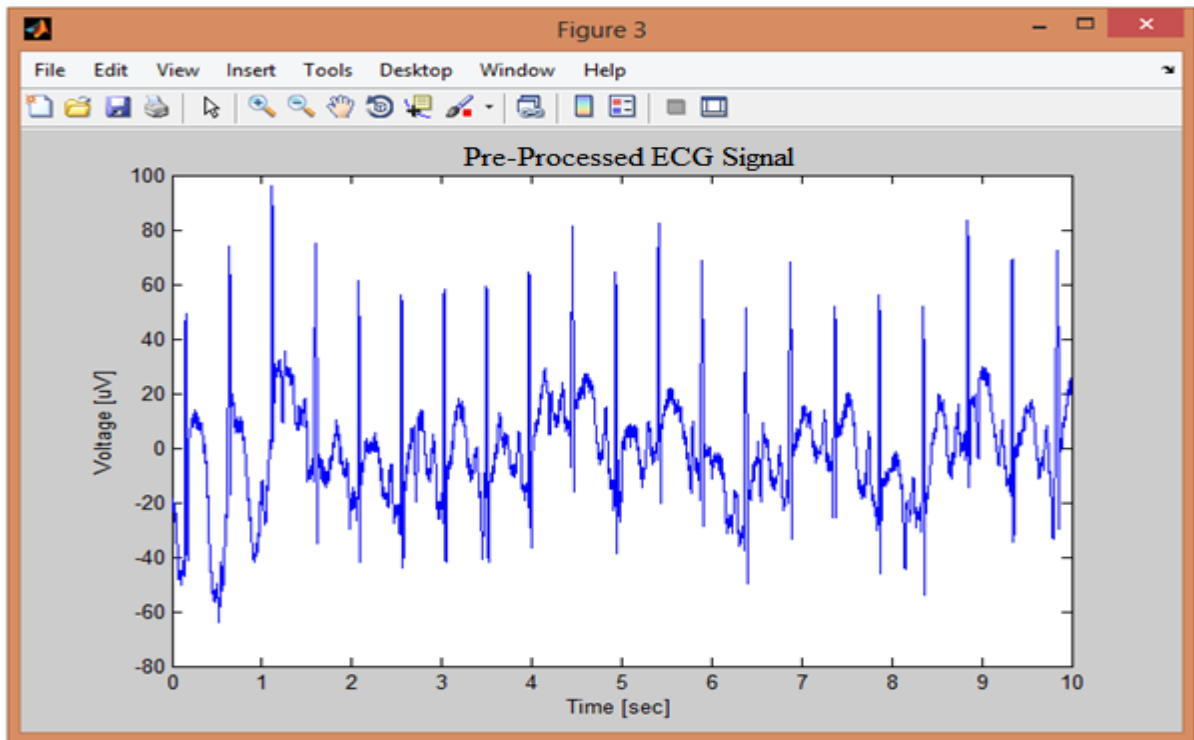 Figure 3
File Edit View Insert Tools Desktop Window Help
Pre-Processed ECG Signal
100
80
60
40
20
0
-20
-40
-60
-80
Voltage [uV]
0 1 2 3 4 5 6 7 8 9 10
Time [sec]